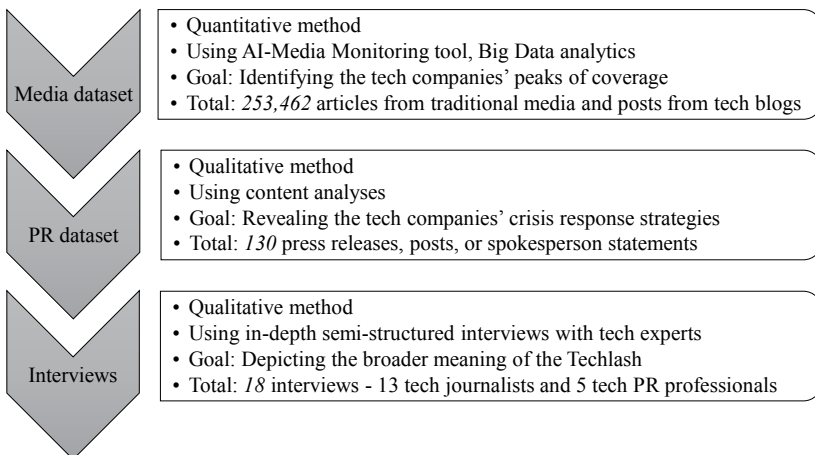 Media dataset
• Quantitative method
• Using AI-Media Monitoring tool, Big Data analytics
• Goal: Identifying the tech companies’ peaks of coverage
• Total: 253,462 articles from traditional media and posts from tech blogs
PR dataset
• Qualitative method
• Using content analyses
• Goal: Revealing the tech companies’ crisis response strategies
• Total: 130 press releases, posts, or spokesperson statements
Interviews
• Qualitative method
• Using in-depth semi-structured interviews with tech experts
• Goal: Depicting the broader meaning of the Techlash
• Total: 18 interviews - 13 tech journalists and 5 tech PR professionals